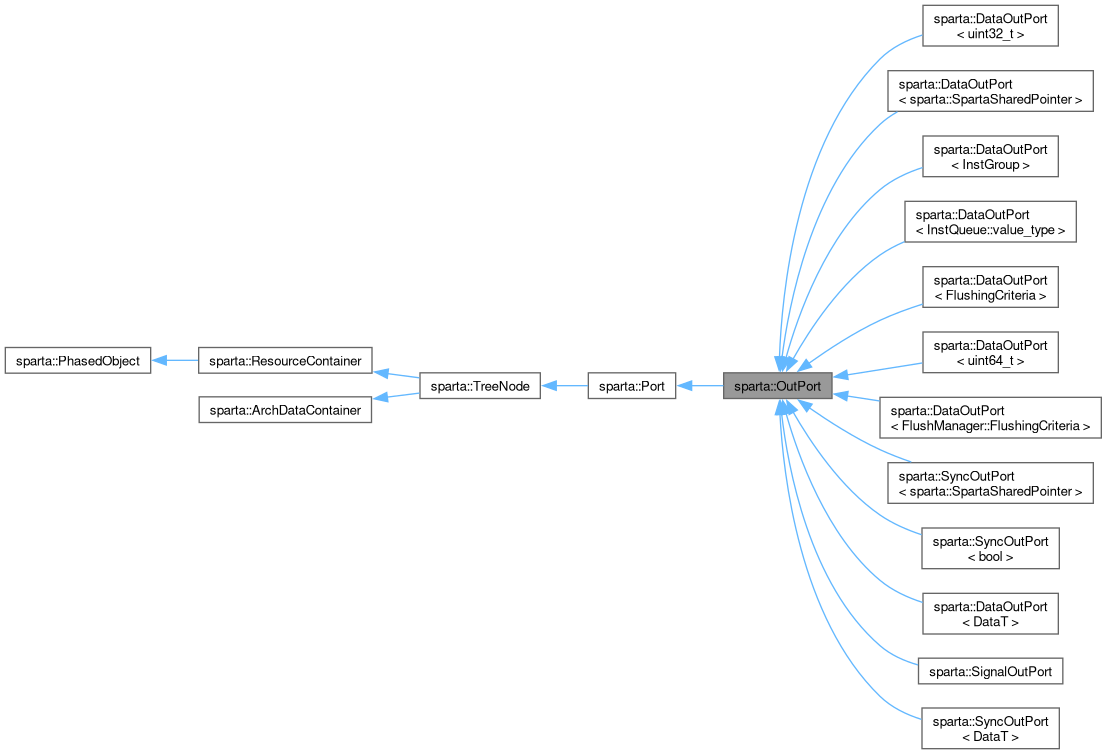 sparta::DataOutPort
< uint32_t >
sparta::DataOutPort
< sparta::SpartaSharedPointer >
sparta::DataOutPort
< InstGroup >
sparta::DataOutPort
< InstQueue::value_type >
sparta::DataOutPort
< FlushingCriteria >
sparta::DataOutPort
< uint64_t >
sparta::PhasedObject
sparta::ResourceContainer
sparta::ArchDataContainer
sparta::TreeNode
sparta::Port
sparta::OutPort
sparta::DataOutPort
< FlushManager::FlushingCriteria >
sparta::SyncOutPort
< sparta::SpartaSharedPointer >
sparta::SyncOutPort
< bool >
sparta::DataOutPort
< DataT >
sparta::SignalOutPort
sparta::SyncOutPort
< DataT >